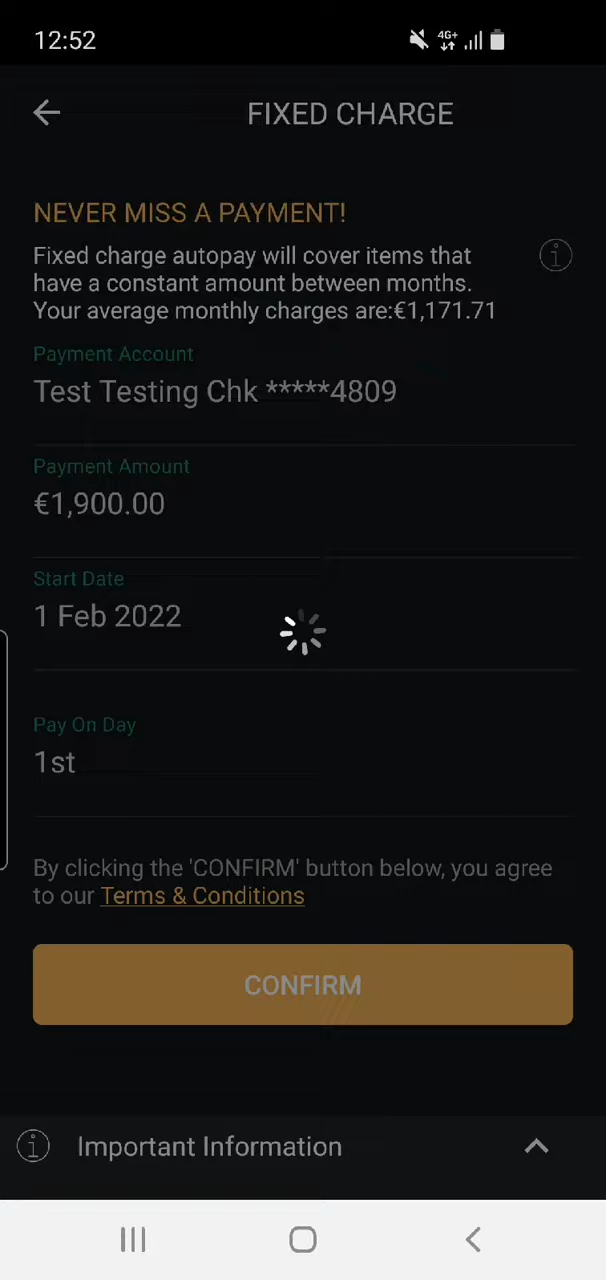 12:52
4G+
FIXED CHARGE
NEVER MISS A PAYMENT!
Fixed charge autopay will cover items that
have a constant amount between months.
Your average monthly charges are:€1,171.71
Payment Account
Test Testing Chk *****4809
Payment Amount
€1,900.00
Start Date
1 Feb 2022
Pay On Day
1st
By clicking the 'CONFIRM' button below, you agree
to our Terms & Conditions
CONFIRM
Important Information